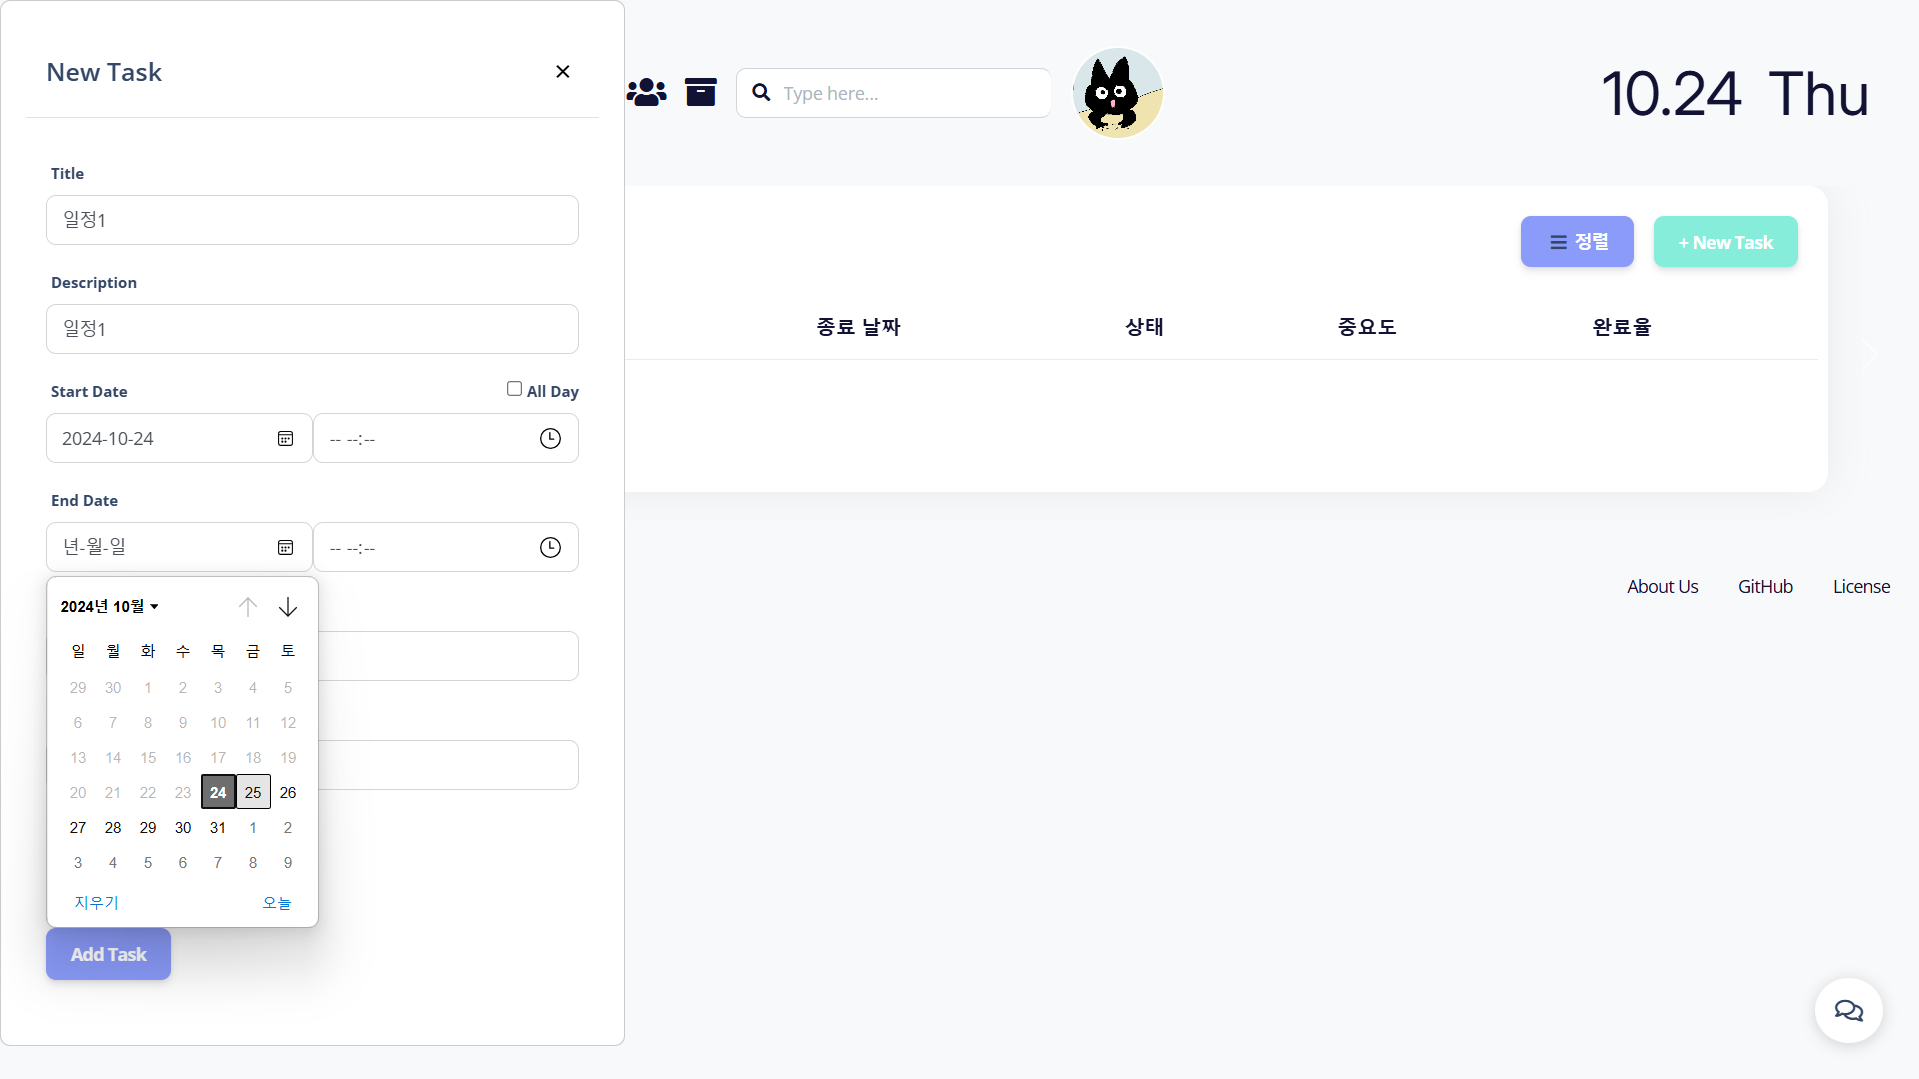 New Task
Type here...
10.24 Thu
Title
일정1
정렬
+ New Task
Description
일정1
종료 날짜 상태 중요도 완료율
Start Date
All Day
2024-10-24
-- --:--
End Date
년-월-일
-- --:--
About Us GitHub License
2024년 10월
일 월 화 수 목 금 토
29 30 1 2 3 4 5
6 7 8 9 10 11 12
13 14 15 16 17 18 19
20 21 22 23 24 25 26
27 28 29 30 31 1 2
3 4 5 6 7 8 9
지우기 오늘
Add Task